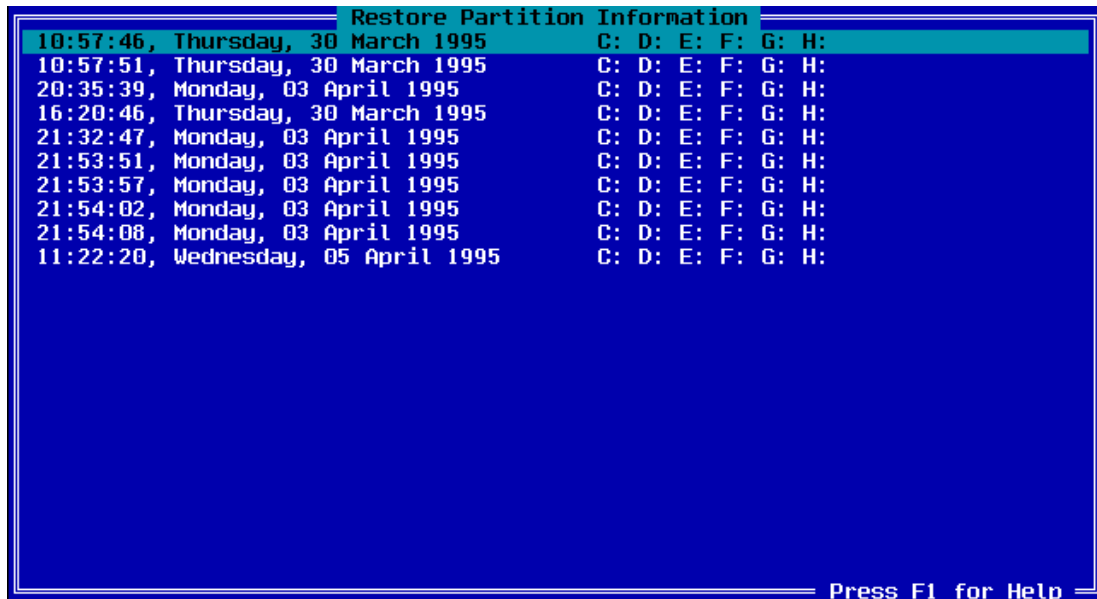 Restore Partition Information
10:57:46, Thursday, 30 March 1995 C: D: E: F: G: H:
10:57:51, Thursday, 30 March 1995 C: D: E: F: G: H:
20:35:39, Monday, 03 April 1995 C: D: E: F: G: H:
16:20:46, Thursday, 30 March 1995 C: D: E: F: G: H:
21:32:47, Monday, 03 April 1995 C: D: E: F: G: H:
21:53:51, Monday, 03 April 1995 C: D: E: F: G: H:
21:53:57, Monday, 03 April 1995 C: D: E: F: G: H:
21:54:02, Monday, 03 April 1995 C: D: E: F: G: H:
21:54:08, Monday, 03 April 1995 C: D: E: F: G: H:
11:22:20, Wednesday, 05 April 1995 C: D: E: F: G: H:
Press F1 for Help